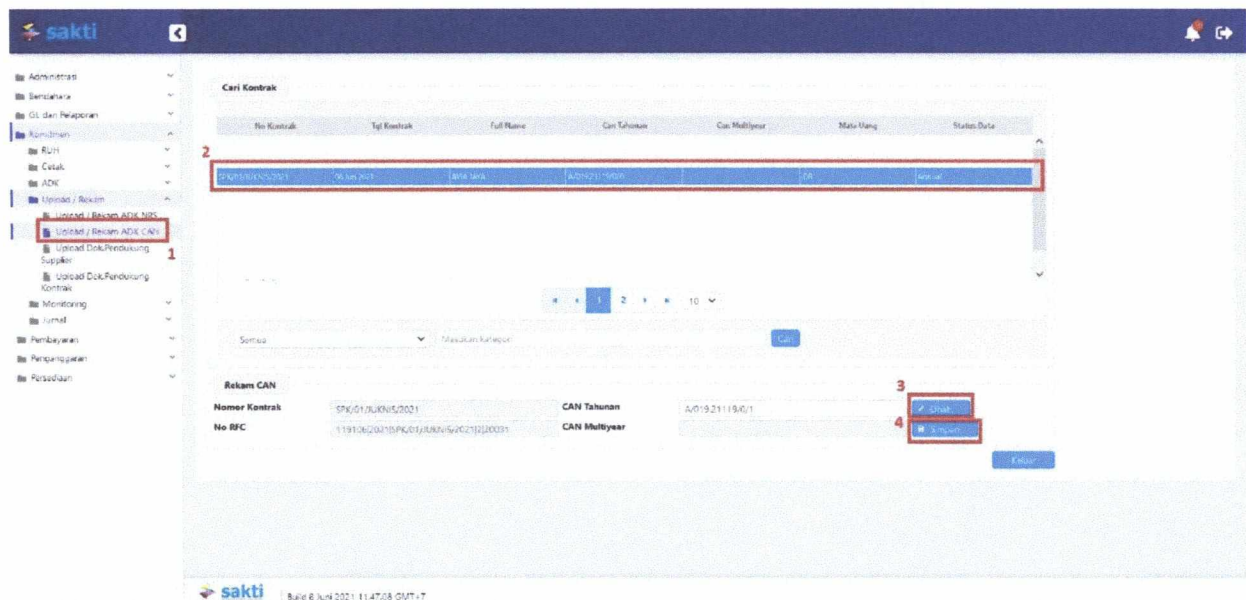 sakti
Administrasi
Bendahara
GL dan Pelaporan
Komitmen
RUH
Cetak
ADK
Upload / Rekam
Upload / Rekam ADK NRS
Upload / Rekam ADK CAN
1
Upload Dok.Pendukung
Supplier
Upload Dok.Pendukung
Kontrak
Monitoring
Jurnal
Pembayaran
Penganggaran
Persediaan
Cari Kontrak
No Kontrak Tgl Kontrak Full Name Can Tahunan Can Multiyear Mata Uang Status Data
2
SPK/01/JUKNIS/2021
1 2 10
Semua Masukan kategori Cari
Rekam CAN
3
Nomor Kontrak SPK/01/JUKNIS/2021 CAN Tahunan A/019.21119/0/1 Ubah
4
No RFC CAN Multiyear Simpan
Keluar
sakti Build 6 Juni 2021 11.47.08 GMT+7